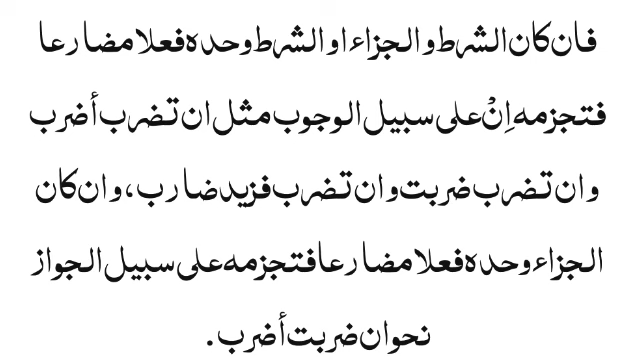 فان كان الشرط والجزاء او الشرط وحده فعلا مضارعا
فتجزمه اِنْ على سبيل الوجوب مثل ان تضرب أضرب
وان تضرب ضربت وان تضرب فزيد ضارب، وان كان
الجزاء وحده فعلا مضارعا فتجزمه على سبيل الجواز
نحو ان ضربت أضرب.